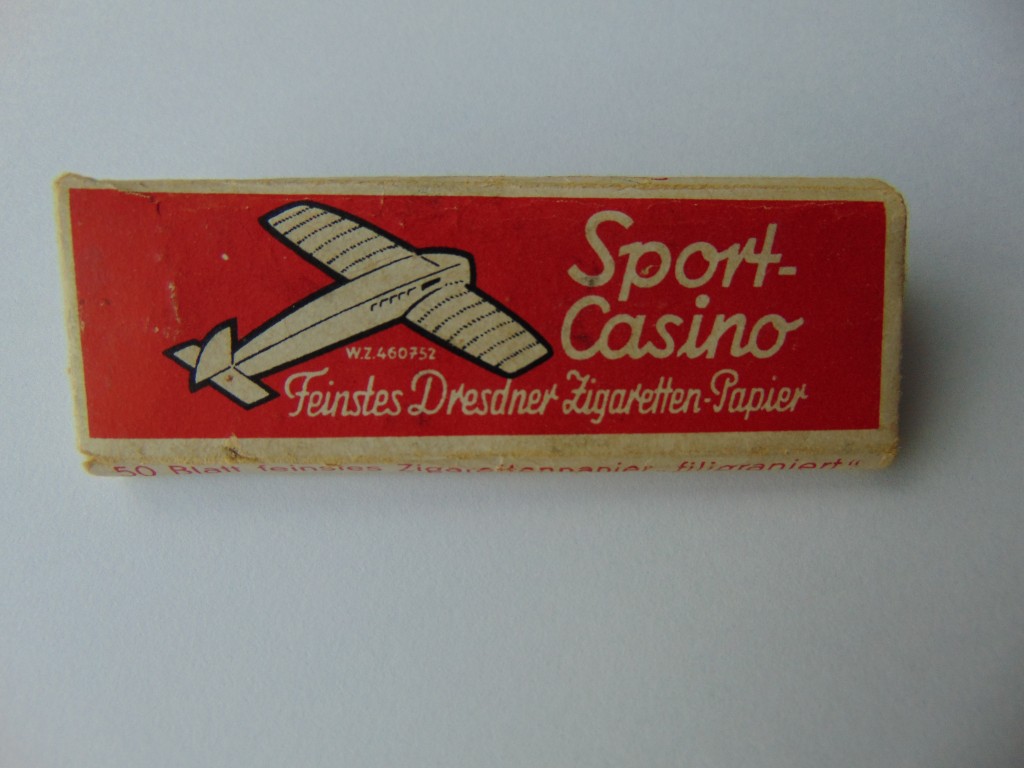 Sport-
Casino
W.Z.460752
Feinstes Dresdner Zigaretten-Papier
50 Blatt feinstes Zigarettenpapier „filigraniert“